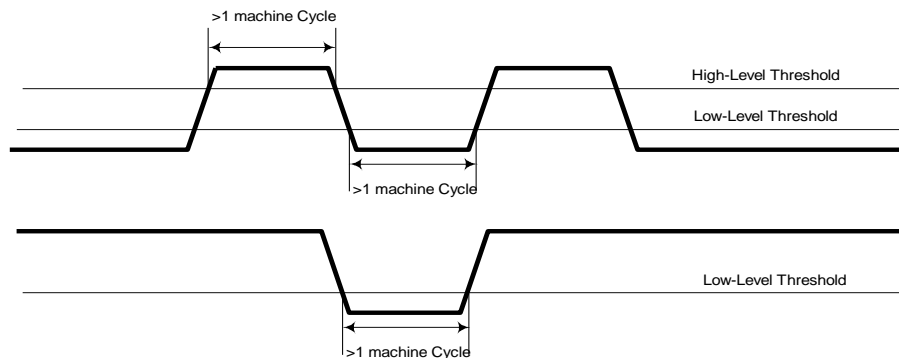 >1 machine Cycle
High-Level Threshold
Low-Level Threshold
>1 machine Cycle
Low-Level Threshold
>1 machine Cycle